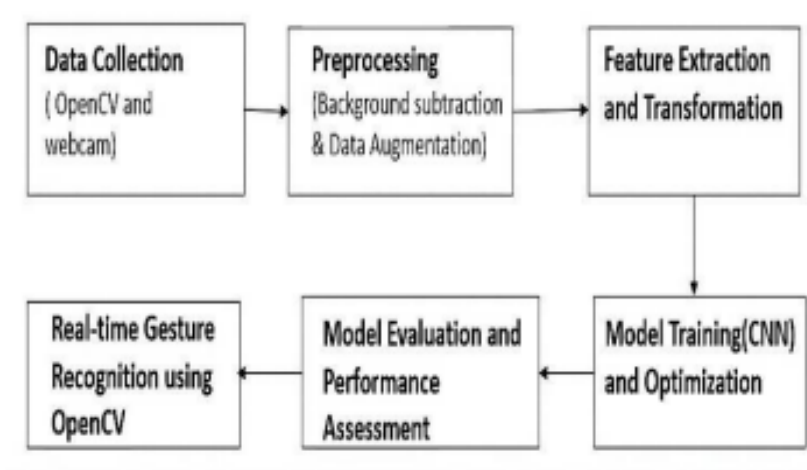 Data Collection
( OpenCV and
webcam)
Preprocessing
(Background subtraction
& Data Augmentation)
Feature Extraction
and Transformation
Model Training(CNN)
and Optimization
Model Evaluation and
Performance
Assessment
Real-time Gesture
Recognition using
OpenCV